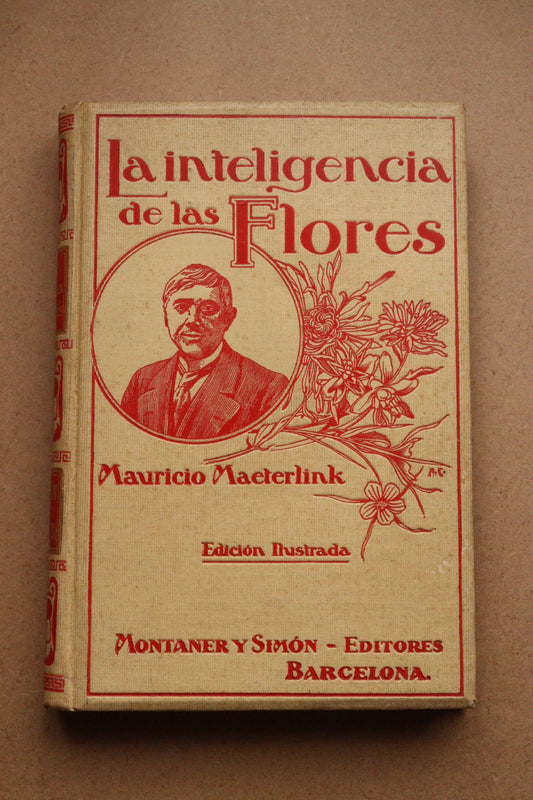 La inteligencia
de las Flores
Mauricio Maeterlink
A.C.
Edición Ilustrada
Montaner y Simón - Editores
Barcelona.